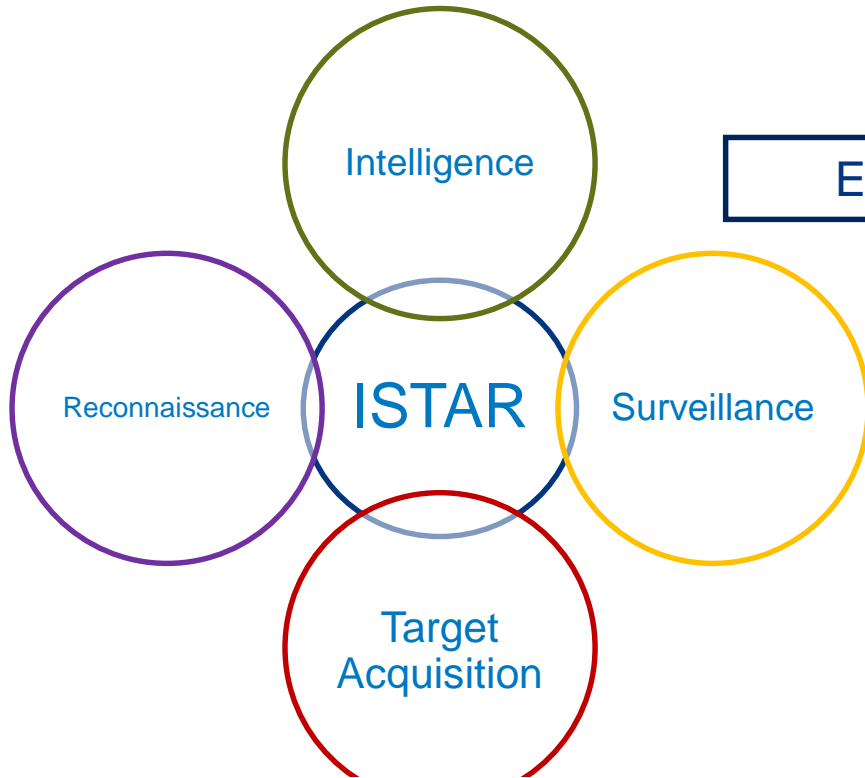 Intelligence
E
Reconnaissance
ISTAR
Surveillance
Target
Acquisition